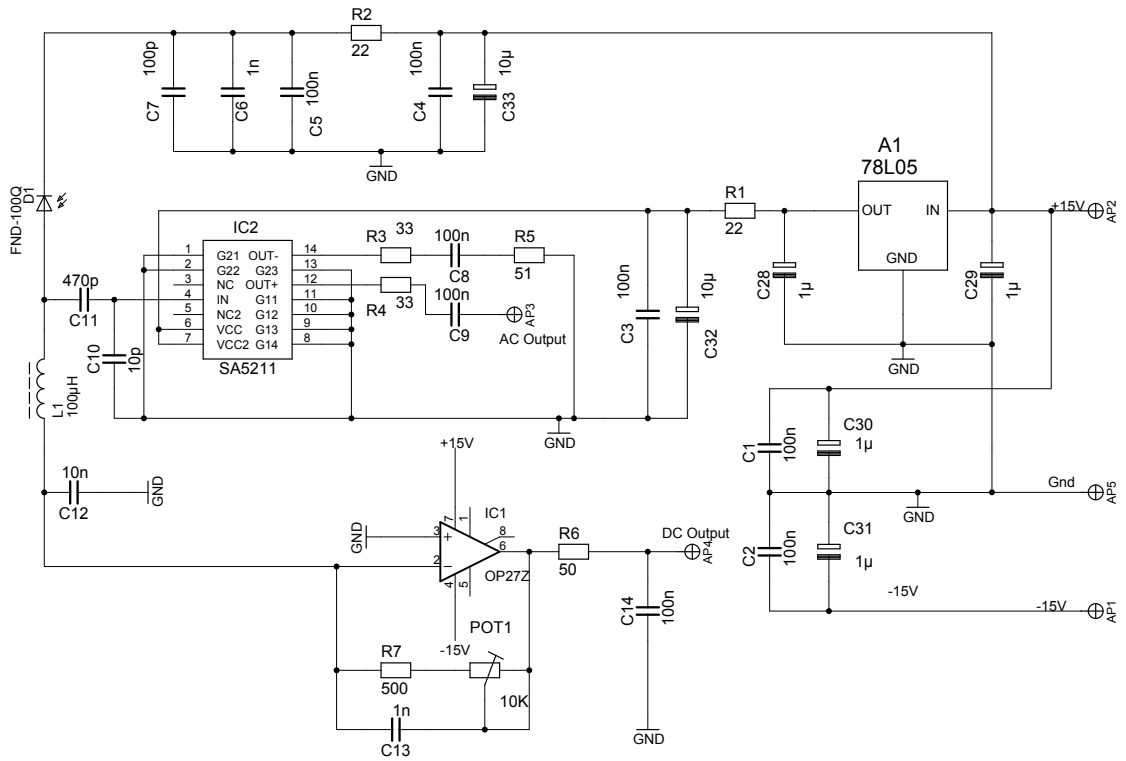 R2
22
100p
C7
1n
C6
100n
C5
100n
C4
10µ
C33
GND
A1
78L05
OUT
IN
GND
R1
22
+15V
AP2
D1
FND-100Q
IC2
1
2
3
4
5
6
7
G21 OUT-
G22 G23
NC OUT+
IN G11
NC2 G12
VCC G13
VCC2 G14
14
13
12
11
10
9
8
SA5211
R3
33
100n
C8
R5
51
R4
33
100n
C9
AP3
AC Output
470p
C11
C10
10p
L1
100µH
100n
C3
10µ
C32
C28
1µ
C29
1µ
GND
GND
+15V
C1
100n
C30
1µ
10n
C12
GND
Gnd
AP5
GND
IC1
7
1
8
3
+
GND
2
−
6
4
5
OP27Z
-15V
R6
50
DC Output
AP4
C14
100n
GND
C2
100n
C31
1µ
-15V
-15V
AP1
POT1
10K
R7
500
1n
C13